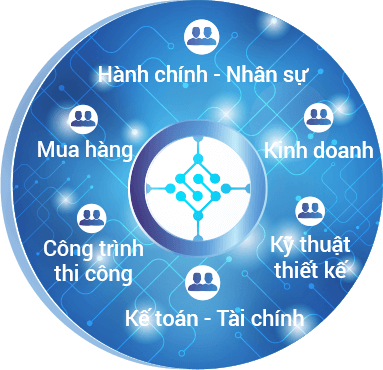 Hành chính - Nhân sự
Mua hàng
Kinh doanh
Công trình
thi công
Kỹ thuật
thiết kế
Kế toán - Tài chính